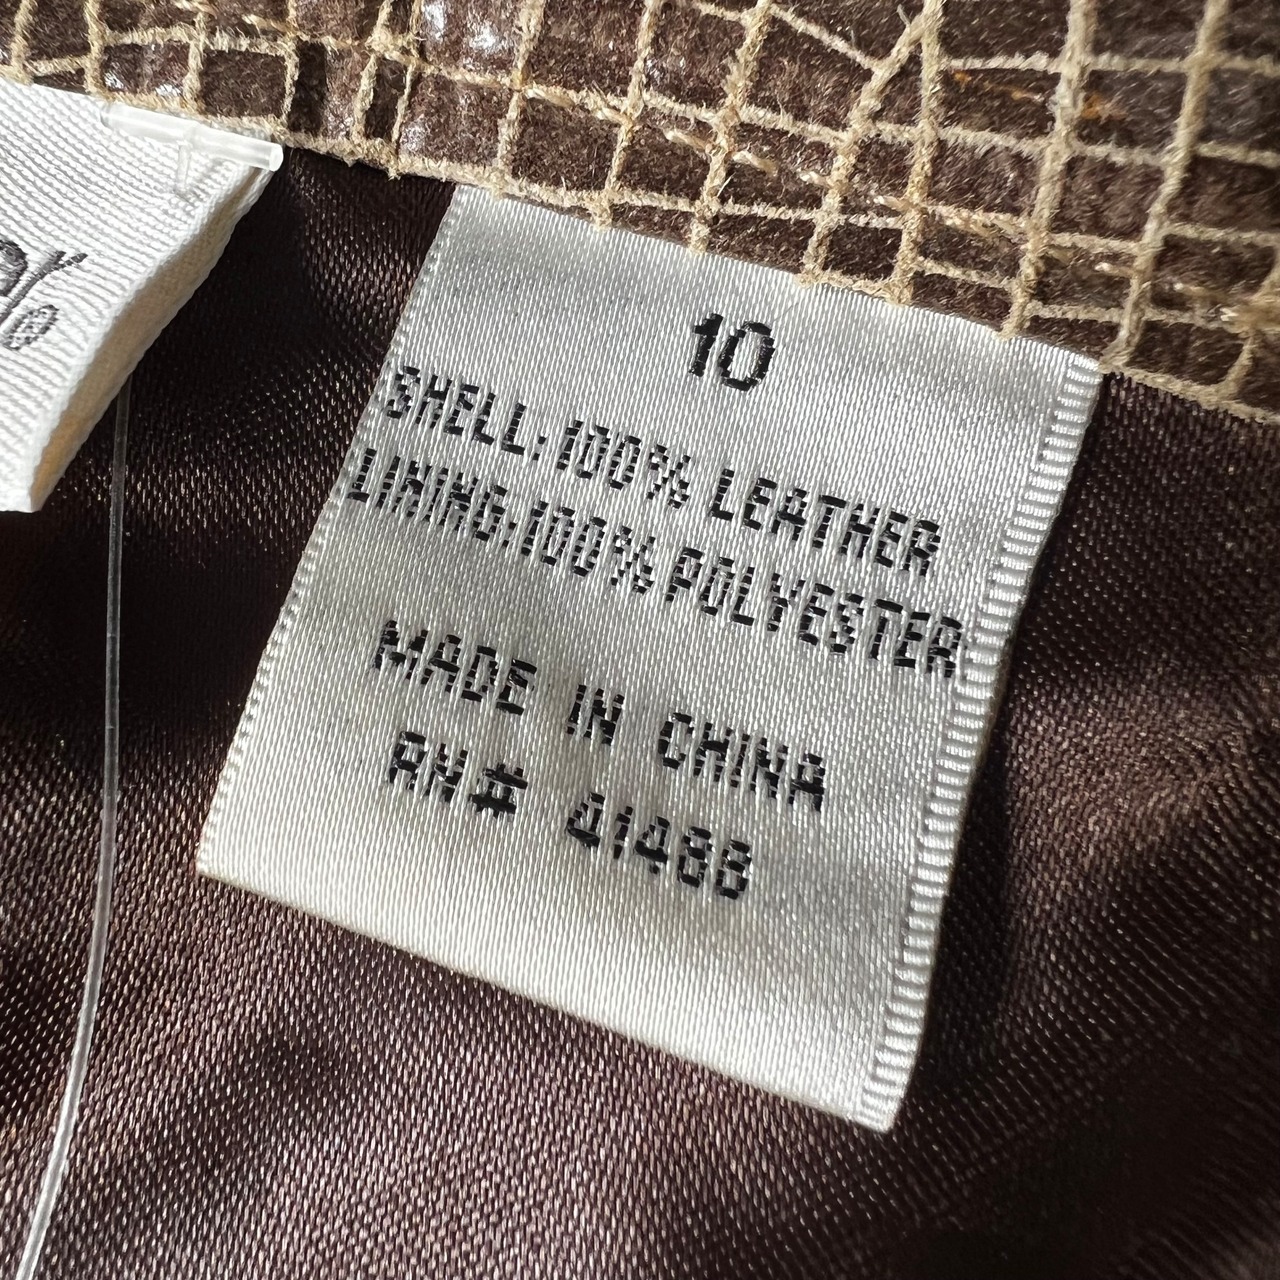 10
SHELL:100% LEATHER
LINING:100% POLYESTER
MADE IN CHINA
RN# 41488